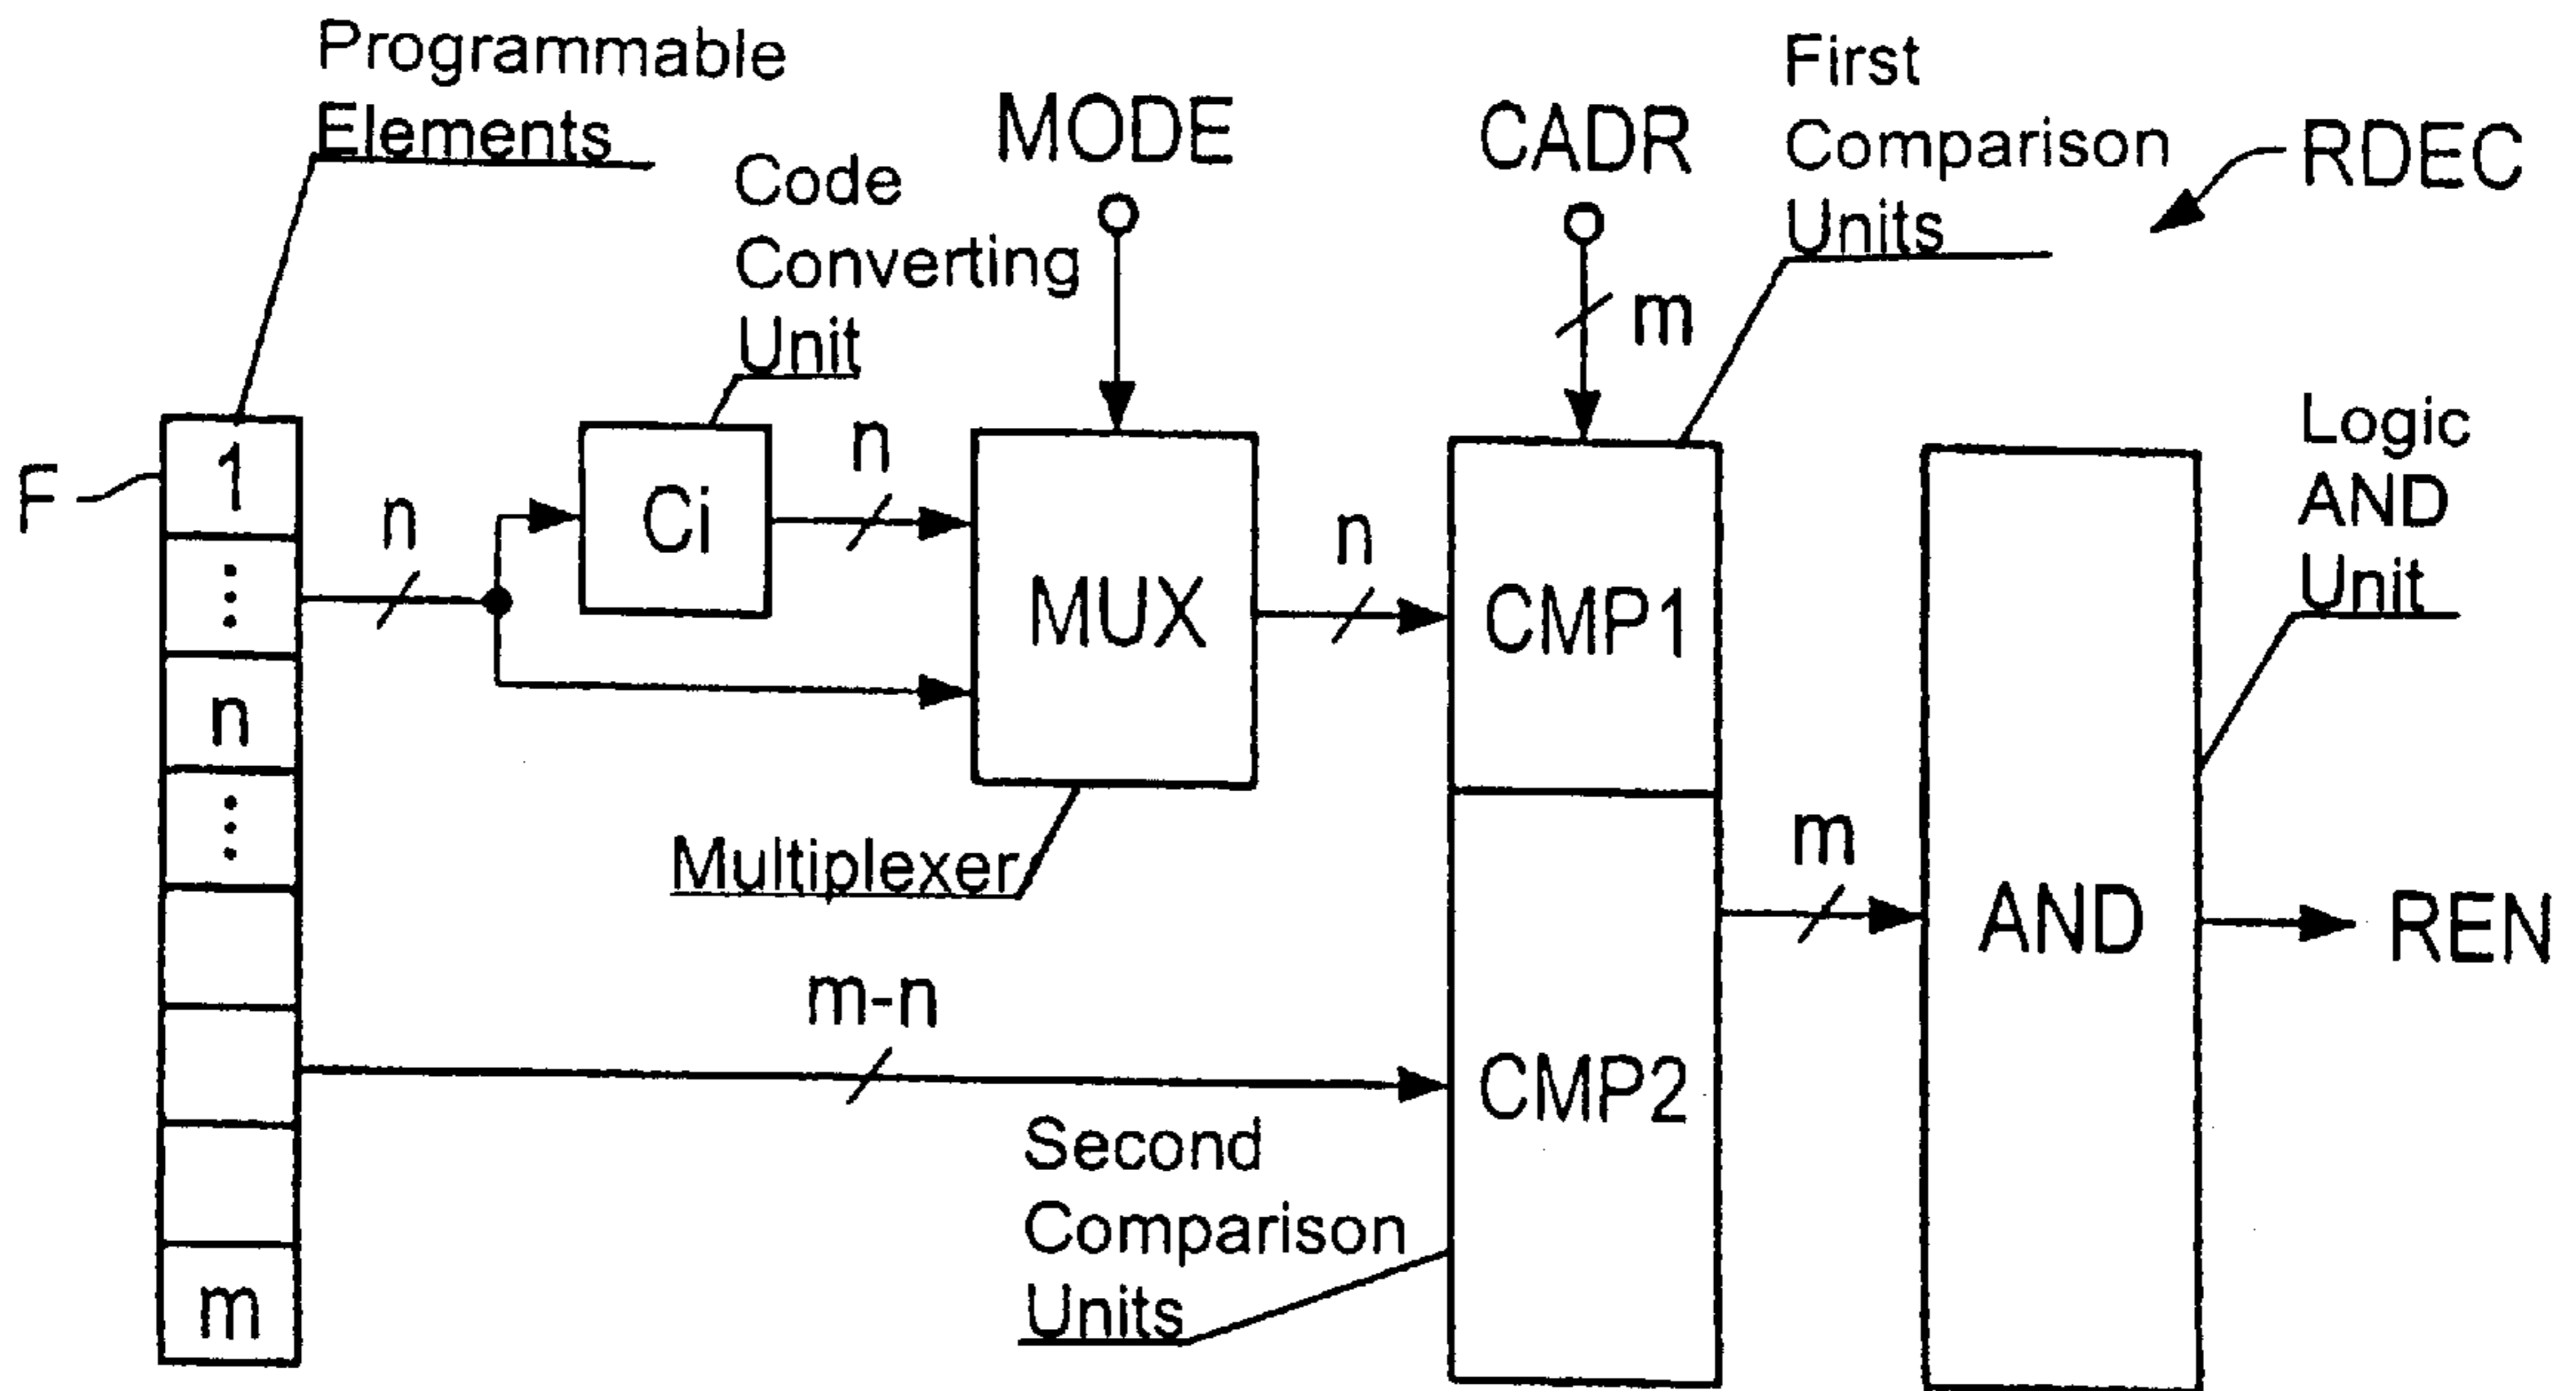 Programmable
Elements
Code
Converting
Unit
MODE
CADR
First
Comparison
Units
RDEC
m
F
1
⋮
n
⋮
m
n
Ci
n
MUX
Multiplexer
n
CMP1
CMP2
m-n
Second
Comparison
Units
m
AND
Logic
AND
Unit
REN